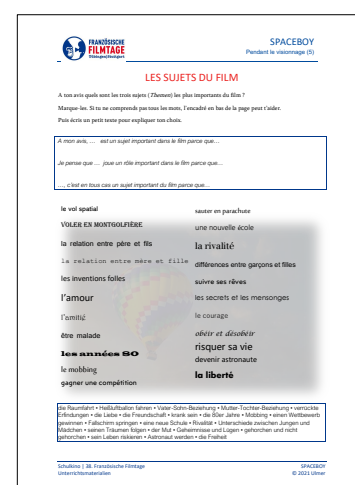 FRANZÖSISCHE
FILMTAGE
Tübingen|Stuttgart
SPACEBOY
Pendant le visionnage (5)
LES SUJETS DU FILM
A ton avis quels sont les trois sujets (Themen) les plus importants du film ?
Marque-les. Si tu ne comprends pas tous les mots, l'encadré en bas de la page peut t'aider.
Puis écris un petit texte pour expliquer ton choix.
A mon avis, … est un sujet important dans le film parce que…
Je pense que … joue un rôle important dans le film parce que…
…, c'est en tous cas un sujet important du film parce que…
le vol spatial
VOLER EN MONTGOLFIÈRE
la relation entre père et fils
la relation entre mère et fille
les inventions folles
l'amour
l'amitié
être malade
les années 80
le mobbing
gagner une compétition
sauter en parachute
une nouvelle école
la rivalité
différences entre garçons et filles
suivre ses rêves
les secrets et les mensonges
le courage
obéir et désobéir
risquer sa vie
devenir astronaute
la liberté
die Raumfahrt • Heißluftballon fahren • Vater-Sohn-Beziehung • Mutter-Tochter-Beziehung • verrückte
Erfindungen • die Liebe • die Freundschaft • krank sein • die 80er Jahre • Mobbing • einen Wettbewerb
gewinnen • Fallschirm springen • eine neue Schule • Rivalität • Unterschiede zwischen Jungen und
Mädchen • seinen Träumen folgen • der Mut • Geheimnisse und Lügen • gehorchen und nicht
gehorchen • sein Leben riskieren • Astronaut werden • die Freiheit
Schulkino | 38. Französische Filmtage
Unterrichtsmaterialien
SPACEBOY
© 2021 Ulmer